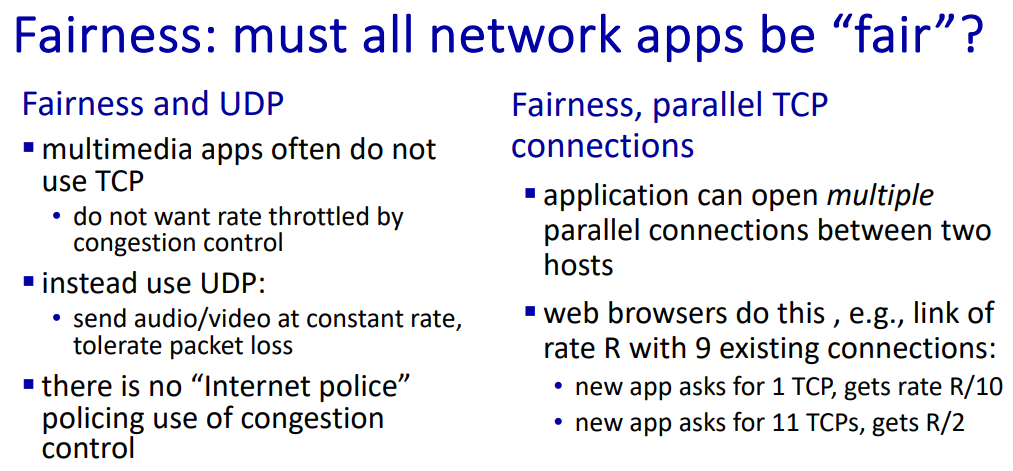 Fairness: must all network apps be “fair”?
Fairness and UDP
▪ multimedia apps often do not
use TCP
• do not want rate throttled by
congestion control
▪ instead use UDP:
• send audio/video at constant rate,
tolerate packet loss
▪ there is no “Internet police”
policing use of congestion
control
Fairness, parallel TCP
connections
▪ application can open multiple
parallel connections between two
hosts
▪ web browsers do this , e.g., link of
rate R with 9 existing connections:
• new app asks for 1 TCP, gets rate R/10
• new app asks for 11 TCPs, gets R/2